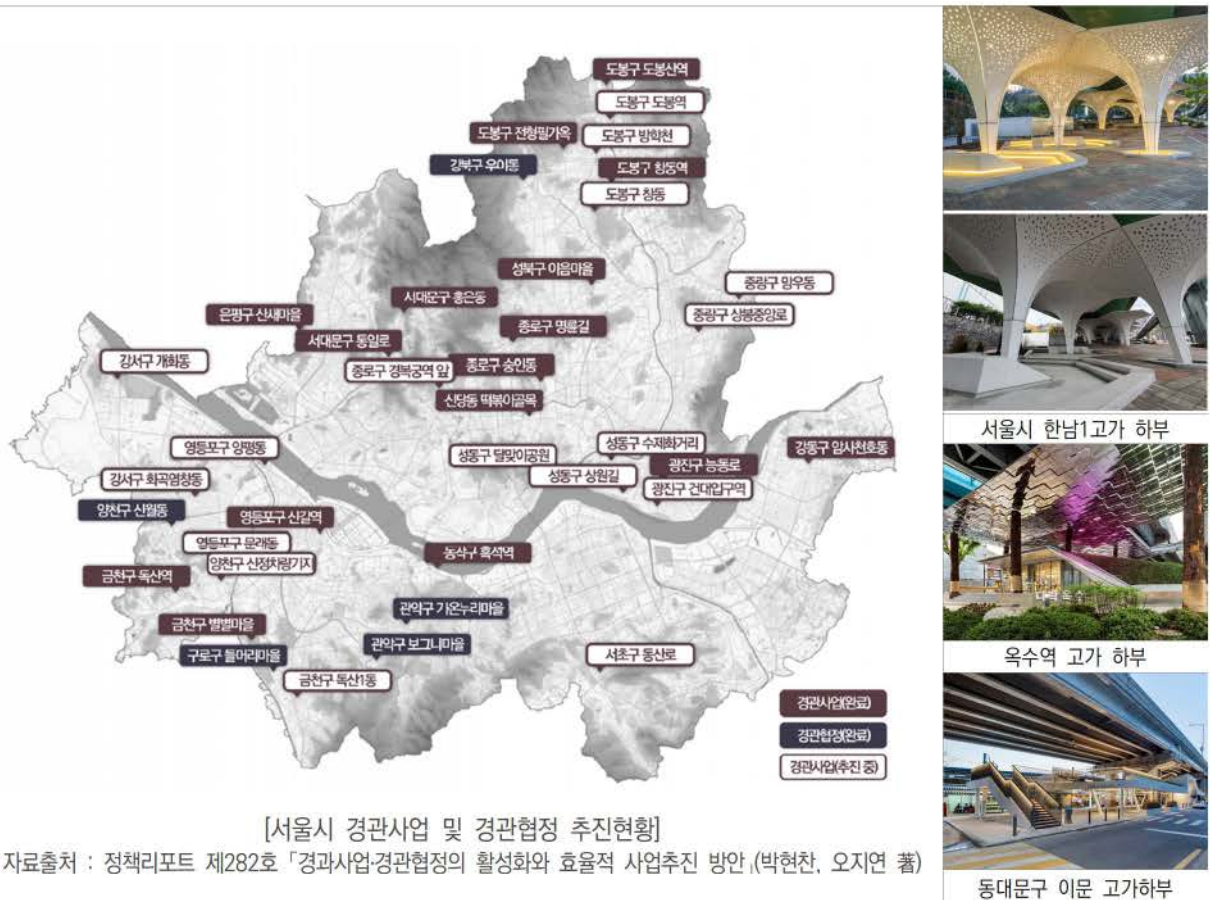 도봉구 도봉산역
도봉구 도봉역
도봉구 전형필가옥
도봉구 방학천
강북구 우이동
도봉구 창동역
도봉구 창동
성북구 이음마을
중랑구 망우동
서대문구 홍은동
은평구 산새마을
중랑구 상봉중앙로
종로구 명륜길
서대문구 통일로
강서구 개화동
종로구 경복궁역 앞
종로구 숭인동
신당동 떡볶이골목
영등포구 양평동
성동구 수제화거리
강동구 암사천호동
성동구 달맞이공원
광진구 능동로
강서구 화곡염창동
성동구 상원길
광진구 건대입구역
양천구 신월동
영등포구 신길역
영등포구 문래동
동작구 흑석역
양천구 신정차량기지
금천구 독산역
관악구 가온누리마을
금천구 별별마을
관악구 보그니마을
구로구 들머리마을
서초구 동산로
금천구 독산1동
경관사업(완료)
경관협정(완료)
경관사업(추진 중)
[서울시 경관사업 및 경관협정 추진현황]
자료출처 : 정책리포트 제282호 「경과사업·경관협정의 활성화와 효율적 사업추진 방안」(박현찬, 오지연 著)
서울시 한남1고가 하부
옥수역 고가 하부
동대문구 이문 고가하부